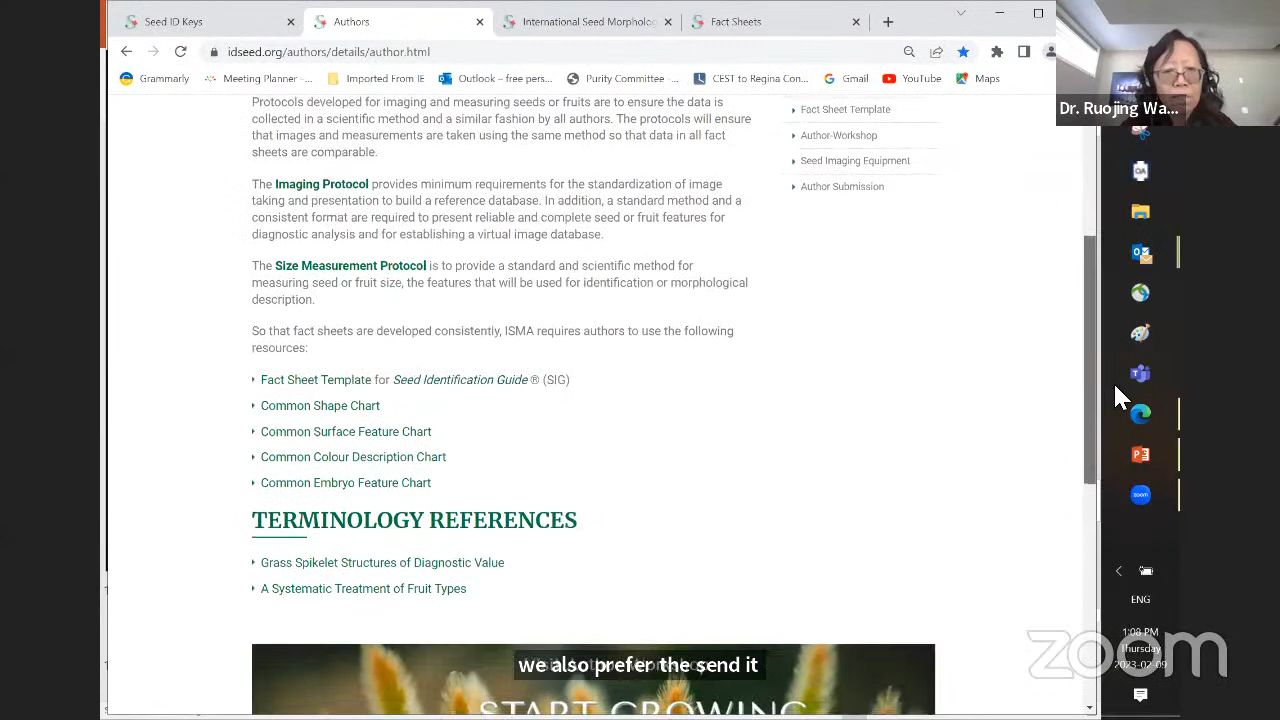 Seed ID Keys
Authors
International Seed Morpholo
Fact Sheets
idseed.org/authors/details/author.html
Grammarly
Meeting Planner -...
Imported From IE
Outlook – free pers...
Purity Committee -...
CEST to Regina Con...
Gmail
YouTube
Maps
Dr. Ruojing Wa...
Protocols developed for imaging and measuring seeds or fruits are to ensure the data is
collected in a scientific method and similar fashion by all authors. The protocols will ensure
that images and measurements are taken using the same method so that data in all fact
sheets are comparable.
The Imaging Protocol provides minimum requirements for the standardization of image
taking and presentation to build a reference database. In addition, a standard method and a
consistent format are required to present reliable and complete seed or fruit features for
diagnostic analysis and for establishing a virtual image database.
The Size Measurement Protocol is to provide a standard and scientific method for
measuring seed or fruit size, the features that will be used for identification or morphological
description.
So that fact sheets are developed consistently, ISMA requires authors to use the following
resources:
Fact Sheet Template for Seed Identification Guide ® (SIG)
Common Shape Chart
Common Surface Feature Chart
Common Colour Description Chart
Common Embryo Feature Chart
TERMINOLOGY REFERENCES
Grass Spikelet Structures of Diagnostic Value
A Systematic Treatment of Fruit Types
Fact Sheet Template
Author-Workshop
Seed Imaging Equipment
Author Submission
we also prefer the send it
START GROWING
zoom
ENG
1:08 PM
Thursday
2023-02-09
zoom